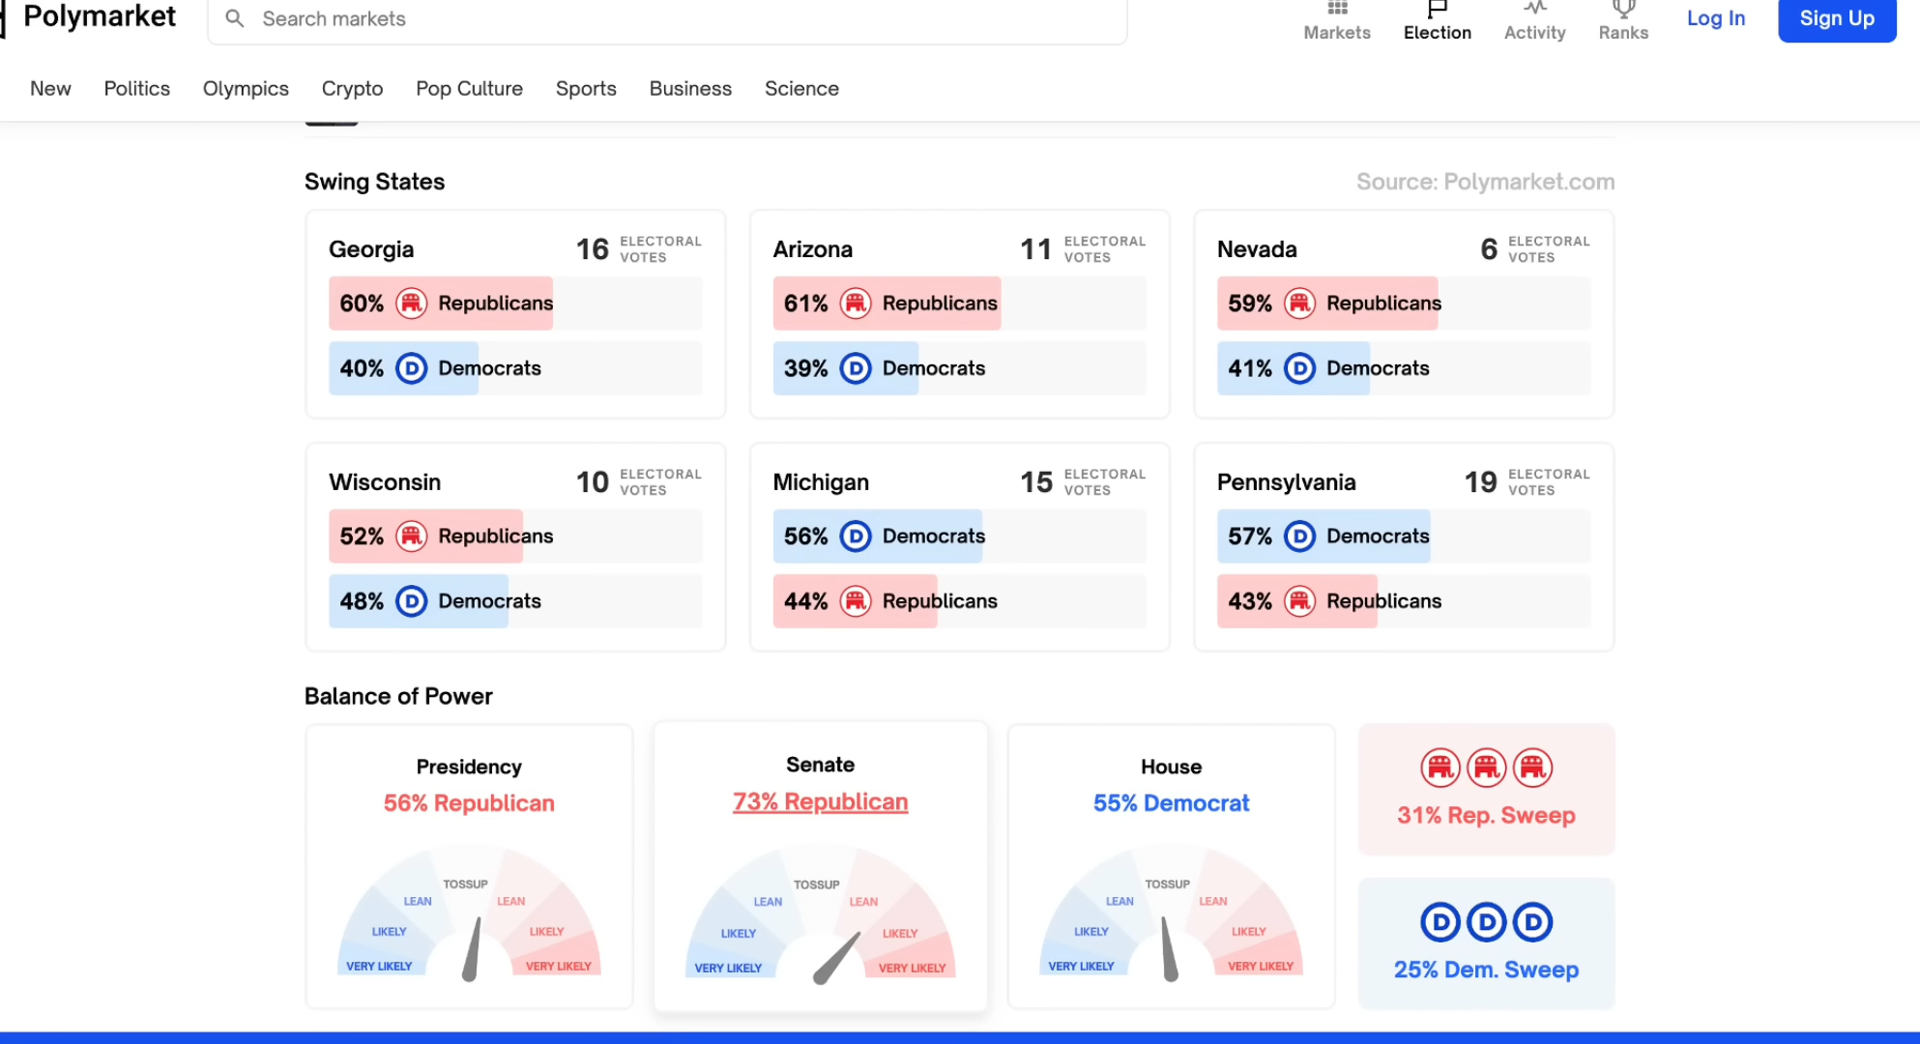 Polymarket
Search markets
Markets
Election
Activity
Ranks
Log In
Sign Up
New
Politics
Olympics
Crypto
Pop Culture
Sports
Business
Science
Swing States
Source: Polymarket.com
Georgia
16 ELECTORAL
VOTES
60% Republicans
40% D Democrats
Arizona
11 ELECTORAL
VOTES
61% Republicans
39% D Democrats
Nevada
6 ELECTORAL
VOTES
59% Republicans
41% D Democrats
Wisconsin
10 ELECTORAL
VOTES
52% Republicans
48% D Democrats
Michigan
15 ELECTORAL
VOTES
56% D Democrats
44% Republicans
Pennsylvania
19 ELECTORAL
VOTES
57% D Democrats
43% Republicans
Balance of Power
Presidency
56% Republican
TOSSUP
LEAN
LEAN
LIKELY
LIKELY
VERY LIKELY
VERY LIKELY
Senate
73% Republican
TOSSUP
LEAN
LEAN
LIKELY
LIKELY
VERY LIKELY
VERY LIKELY
House
55% Democrat
TOSSUP
LEAN
LEAN
LIKELY
LIKELY
VERY LIKELY
VERY LIKELY
31% Rep. Sweep
D D D
25% Dem. Sweep